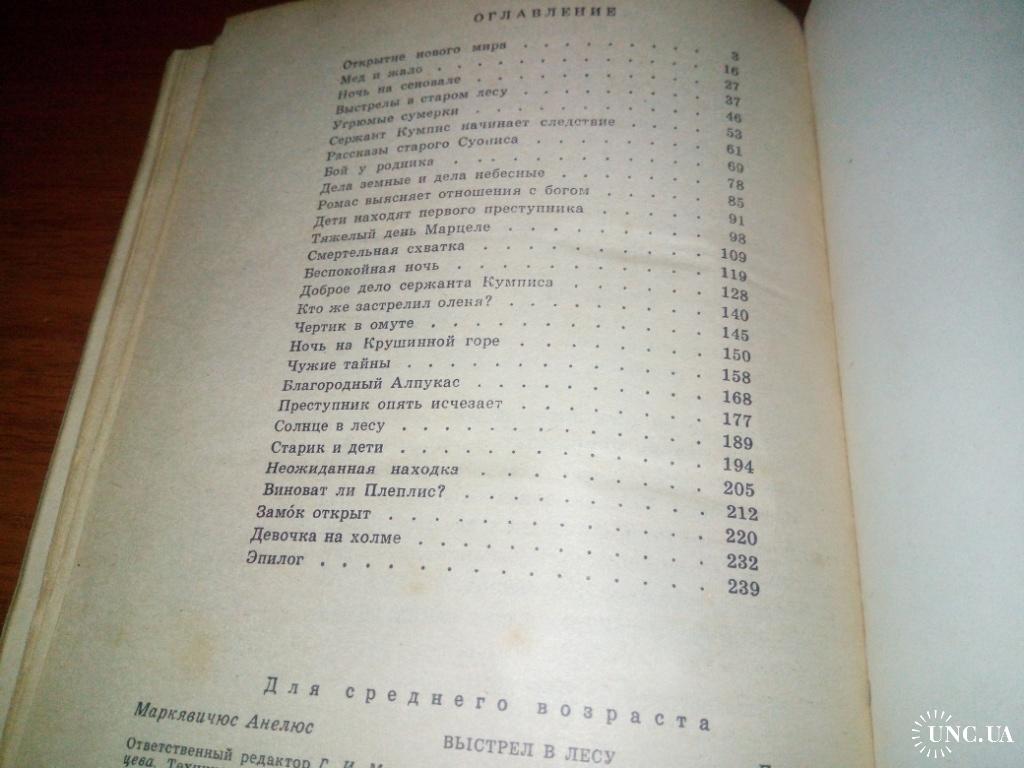 ОГЛАВЛЕНИЕ
Открытие нового мира . . . . . . . . 3
Мед и жало . . . . . . . . . . . 16
Ночь на сеновале . . . . . . . . . 27
Выстрелы в старом лесу . . . . . . . 37
Угрюмые сумерки . . . . . . . . . 46
Сержант Кумпис начинает следствие . . . . 53
Рассказы старого Суописа . . . . . . . 61
Бой у родника . . . . . . . . . . 69
Дела земные и дела небесные . . . . . . 78
Ромас выясняет отношения с богом . . . . . 85
Дети находят первого преступника . . . . . 91
Тяжелый день Марцеле . . . . . . . . 98
Смертельная схватка . . . . . . . . . 109
Беспокойная ночь . . . . . . . . . . 119
Доброе дело сержанта Кумписа . . . . . . 128
Кто же застрелил оленя? . . . . . . . . 140
Чертик в омуте . . . . . . . . . . . 145
Ночь на Крушинной горе . . . . . . . . 150
Чужие тайны . . . . . . . . . . . 158
Благородный Алпукас . . . . . . . . . 168
Преступник опять исчезает . . . . . . . 177
Солнце в лесу . . . . . . . . . . . 189
Старик и дети . . . . . . . . . . . 194
Неожиданная находка . . . . . . . . . 205
Виноват ли Плеплис? . . . . . . . . . 212
Замо́к открыт . . . . . . . . . . . 220
Девочка на холме . . . . . . . . . . 232
Эпилог . . . . . . . . . . . . . 239
Для среднего возраста
Маркявичюс Анелюс
ВЫСТРЕЛ В ЛЕСУ
Ответственный редактор Г. И.
UNC.UA